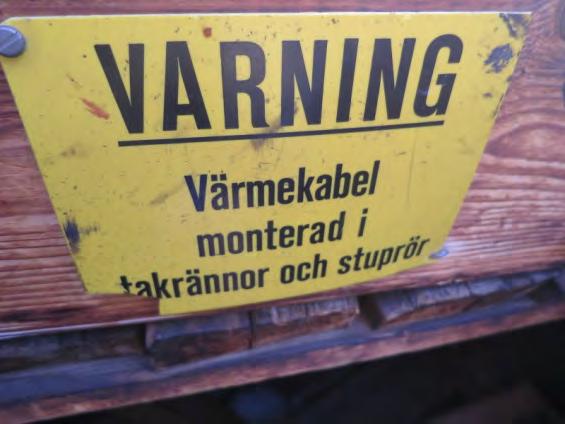 VARNING
Värmekabel
monterad i
takrännor och stuprör